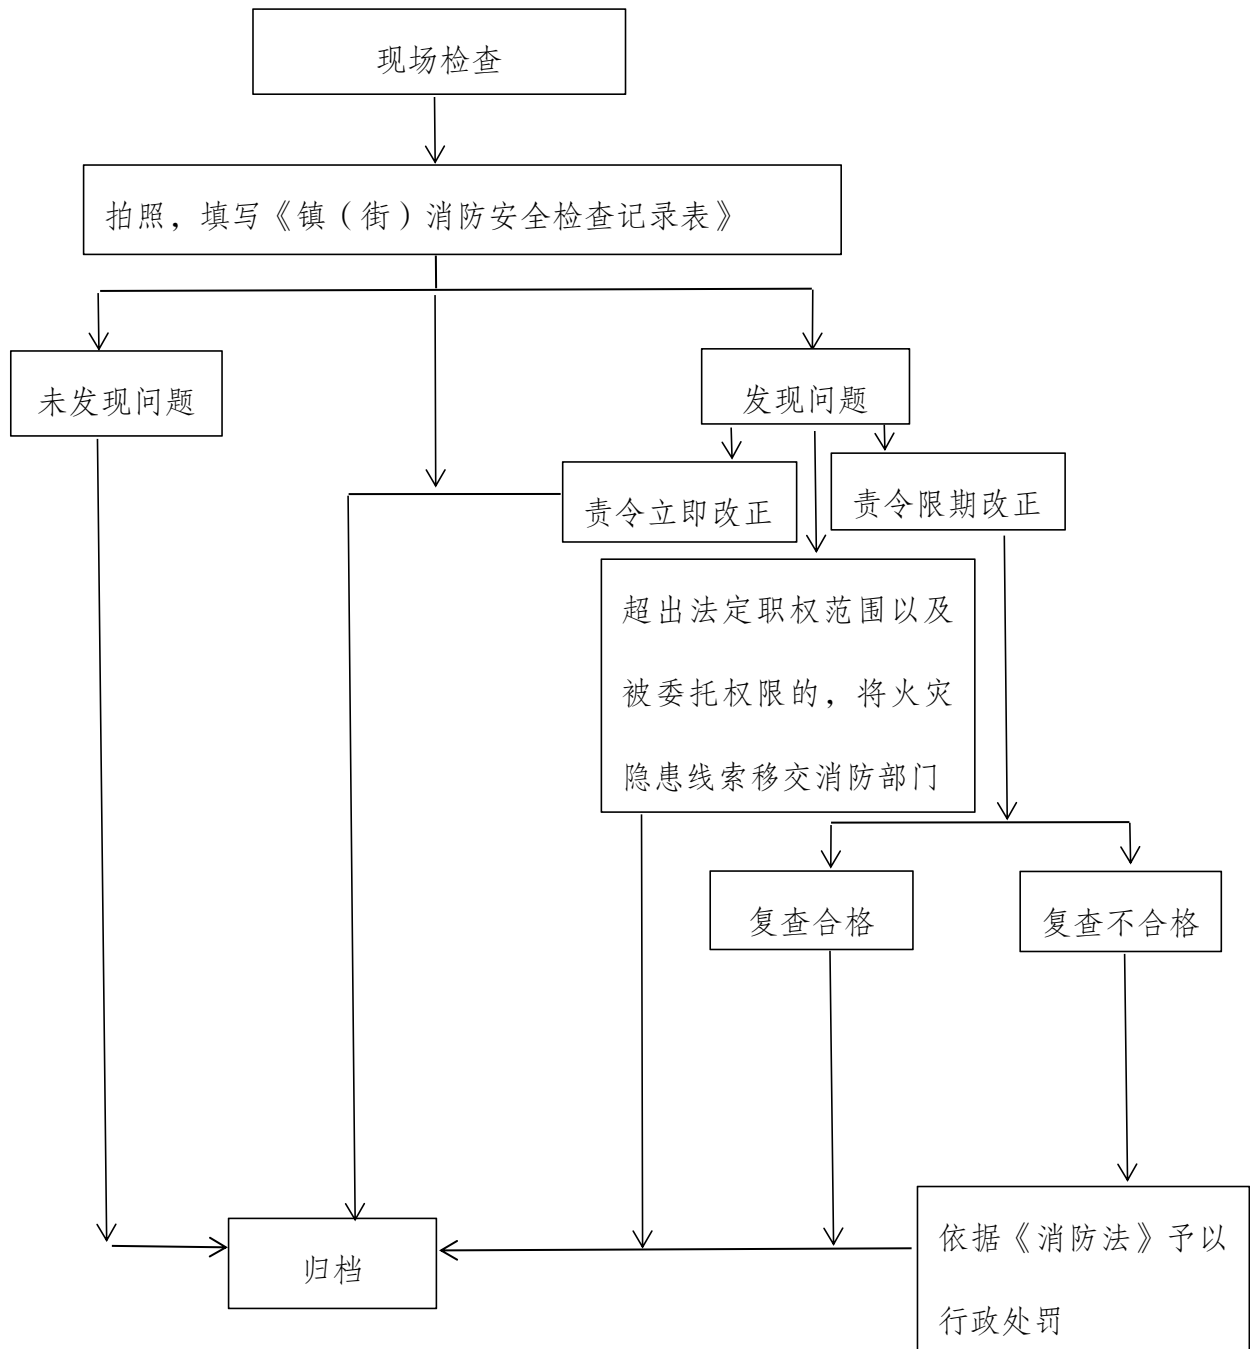 现场检查
拍照，填写《镇（街）消防安全检查记录表》
未发现问题
发现问题
责令立即改正
责令限期改正
超出法定职权范围以及
被委托权限的，将火灾
隐患线索移交消防部门
复查合格
复查不合格
归档
依据《消防法》予以
行政处罚